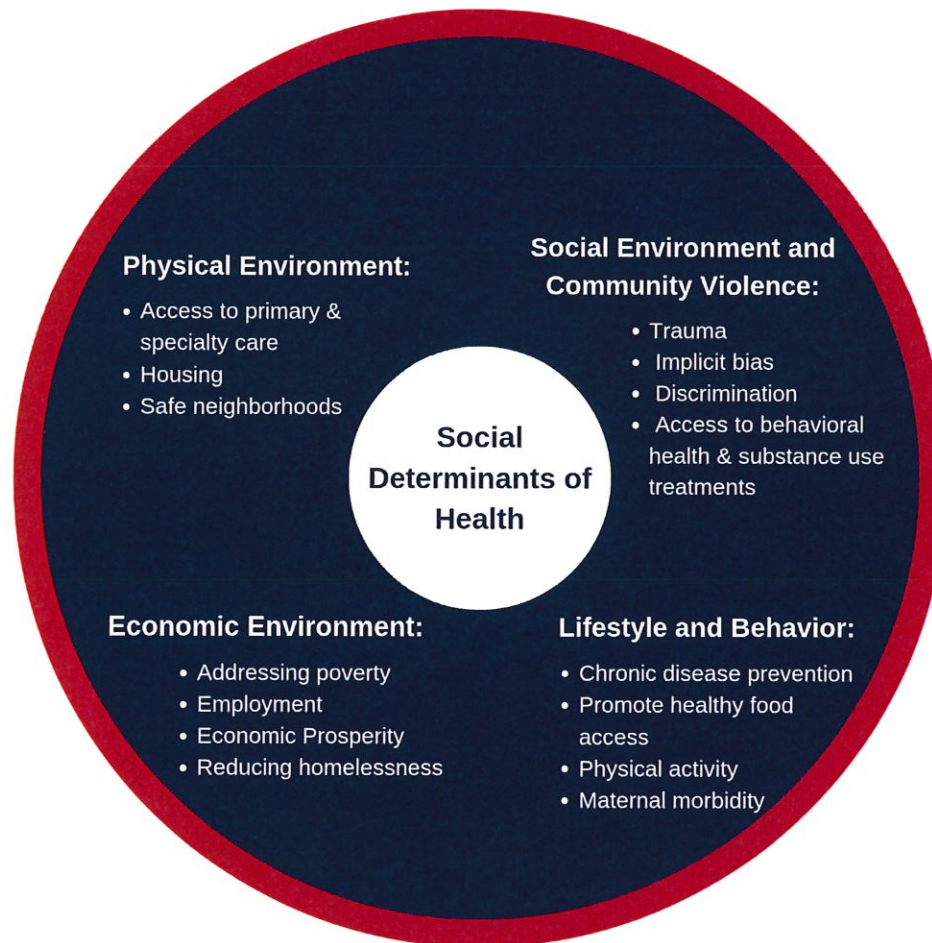 Physical Environment:
• Access to primary &
specialty care
• Housing
• Safe neighborhoods
Social Environment and
Community Violence:
• Trauma
• Implicit bias
• Discrimination
• Access to behavioral
health & substance use
treatments
Social
Determinants of
Health
Economic Environment:
• Addressing poverty
• Employment
• Economic Prosperity
• Reducing homelessness
Lifestyle and Behavior:
• Chronic disease prevention
• Promote healthy food
access
• Physical activity
• Maternal morbidity